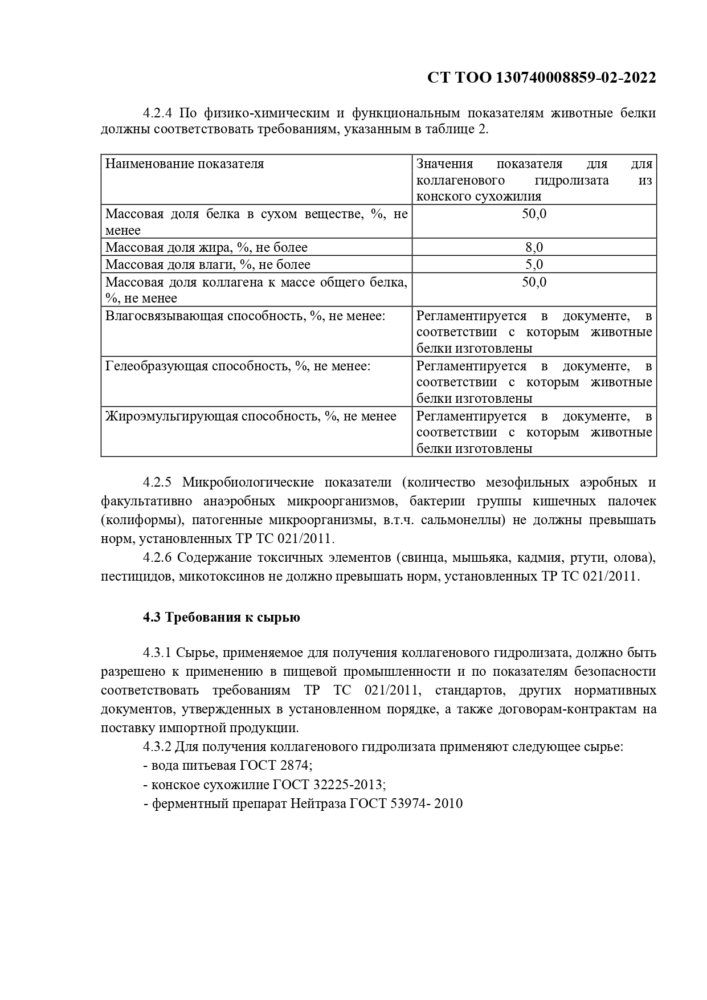 СТ ТОО 130740008859-02-2022
4.2.4 По физико-химическим и функциональным показателям животные белки
должны соответствовать требованиям, указанным в таблице 2.
Наименование показателя
Значения показателя для для
коллагенового гидролизата из
конского сухожилия
Массовая доля белка в сухом веществе, %, не
менее
50,0
Массовая доля жира, %, не более
8,0
Массовая доля влаги, %, не более
5,0
Массовая доля коллагена к массе общего белка,
%, не менее
50,0
Влагосвязывающая способность, %, не менее:
Регламентируется в документе, в
соответствии с которым животные
белки изготовлены
Гелеобразующая способность, %, не менее:
Регламентируется в документе, в
соответствии с которым животные
белки изготовлены
Жироэмульгирующая способность, %, не менее
Регламентируется в документе, в
соответствии с которым животные
белки изготовлены
4.2.5 Микробиологические показатели (количество мезофильных аэробных и
факультативно анаэробных микроорганизмов, бактерии группы кишечных палочек
(колиформы), патогенные микроорганизмы, в.т.ч. сальмонеллы) не должны превышать
норм, установленных ТР ТС 021/2011.
4.2.6 Содержание токсичных элементов (свинца, мышьяка, кадмия, ртути, олова),
пестицидов, микотоксинов не должно превышать норм, установленных ТР ТС 021/2011.
4.3 Требования к сырью
4.3.1 Сырье, применяемое для получения коллагенового гидролизата, должно быть
разрешено к применению в пищевой промышленности и по показателям безопасности
соответствовать требованиям ТР ТС 021/2011, стандартов, других нормативных
документов, утвержденных в установленном порядке, а также договорам-контрактам на
поставку импортной продукции.
4.3.2 Для получения коллагенового гидролизата применяют следующее сырье:
- вода питьевая ГОСТ 2874;
- конское сухожилие ГОСТ 32225-2013;
- ферментный препарат Нейтраза ГОСТ 53974- 2010